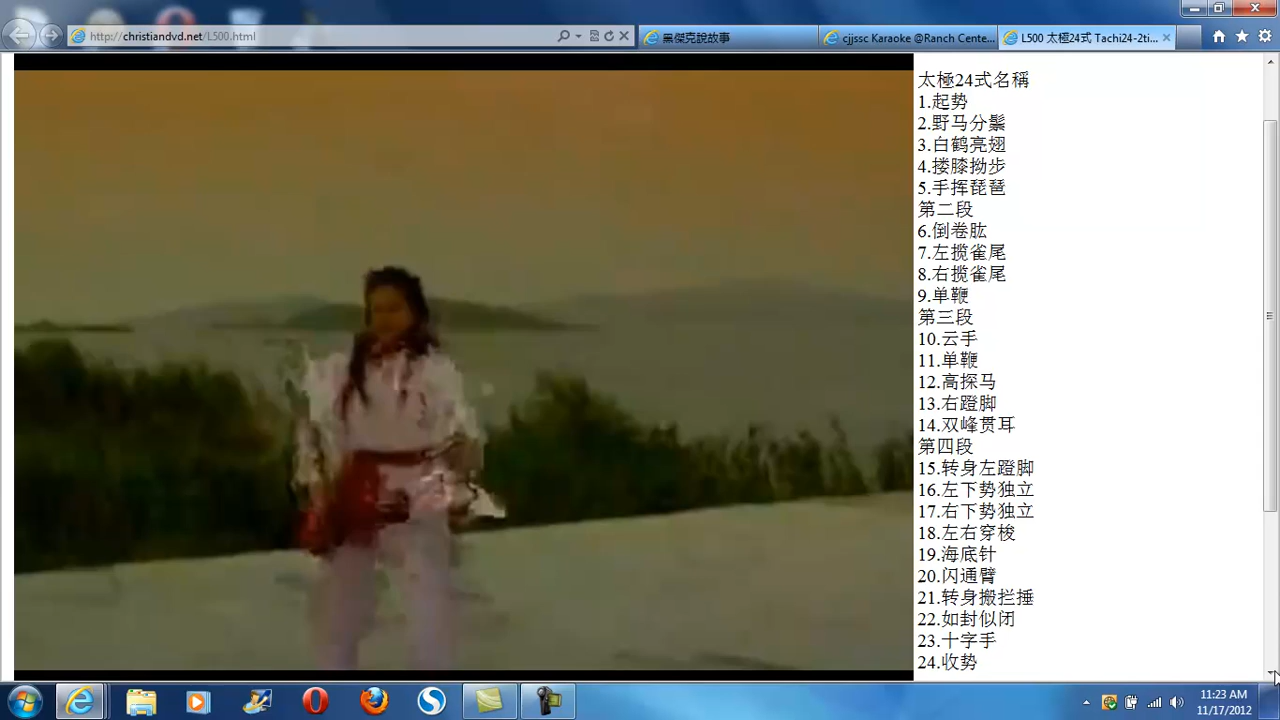 http://christiandvd.net/L500.html
黑傑克說故事
cjjssc Karaoke @Ranch Cente...
L500 太極24式 Tachi24-2ti...
太極24式名稱
1.起势
2.野马分鬃
3.白鹤亮翅
4.搂膝拗步
5.手挥琵琶
第二段
6.倒卷肱
7.左揽雀尾
8.右揽雀尾
9.单鞭
第三段
10.云手
11.单鞭
12.高探马
13.右蹬脚
14.双峰贯耳
第四段
15.转身左蹬脚
16.左下势独立
17.右下势独立
18.左右穿梭
19.海底针
20.闪通臂
21.转身搬拦捶
22.如封似闭
23.十字手
24.收势
11:23 AM
11/17/2012